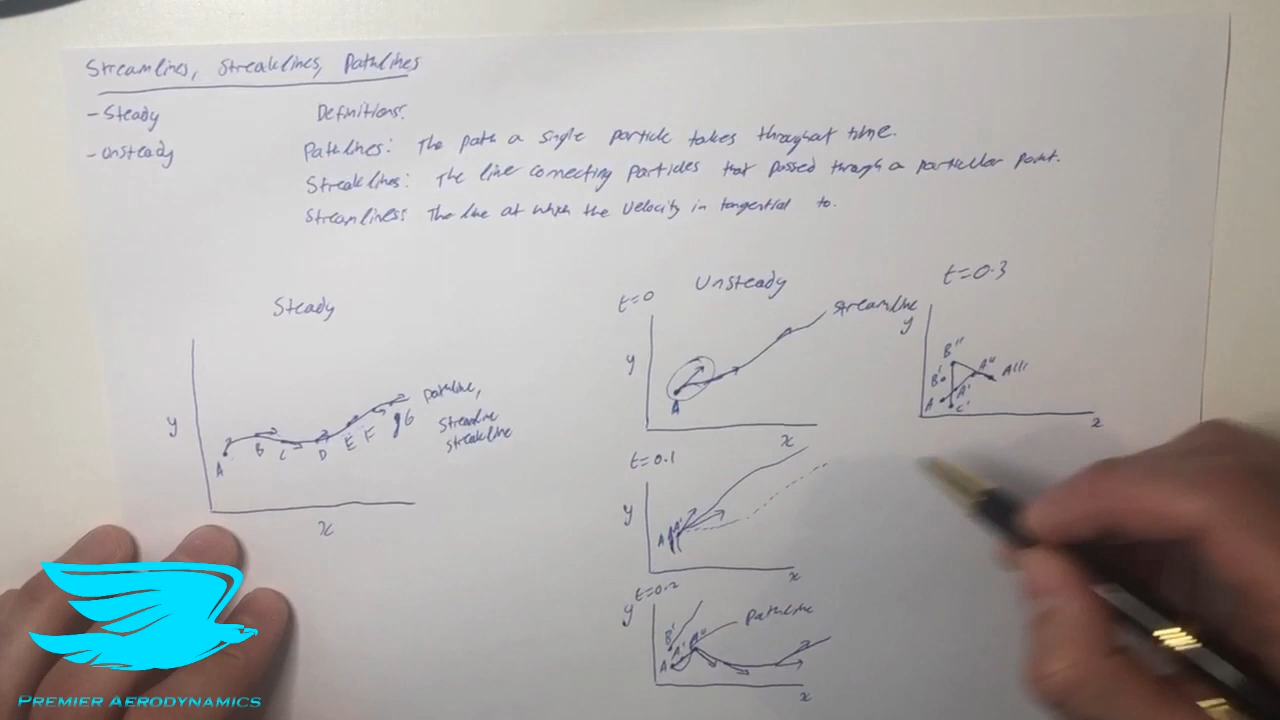 Streamlines, Streaklines, Pathlines
- Steady
- Unsteady
Definitions:
Pathlines: The path a single particle takes throughout time.
Streaklines: The line connecting particles that passed through a particular point.
Streamlines: The line at which the velocity in tangential to.
Steady
y
A B C D E F G
pathline,
Streamline
streakline
x
t=0
Unsteady
streamline
y
A
x
t=0.1
y
A A'
x
t=0.2
y
B'
A A' A"
Pathline
x
t=0.3
y
B"
B' A" A"'
A A'
C'
x
PREMIER AERODYNAMICS